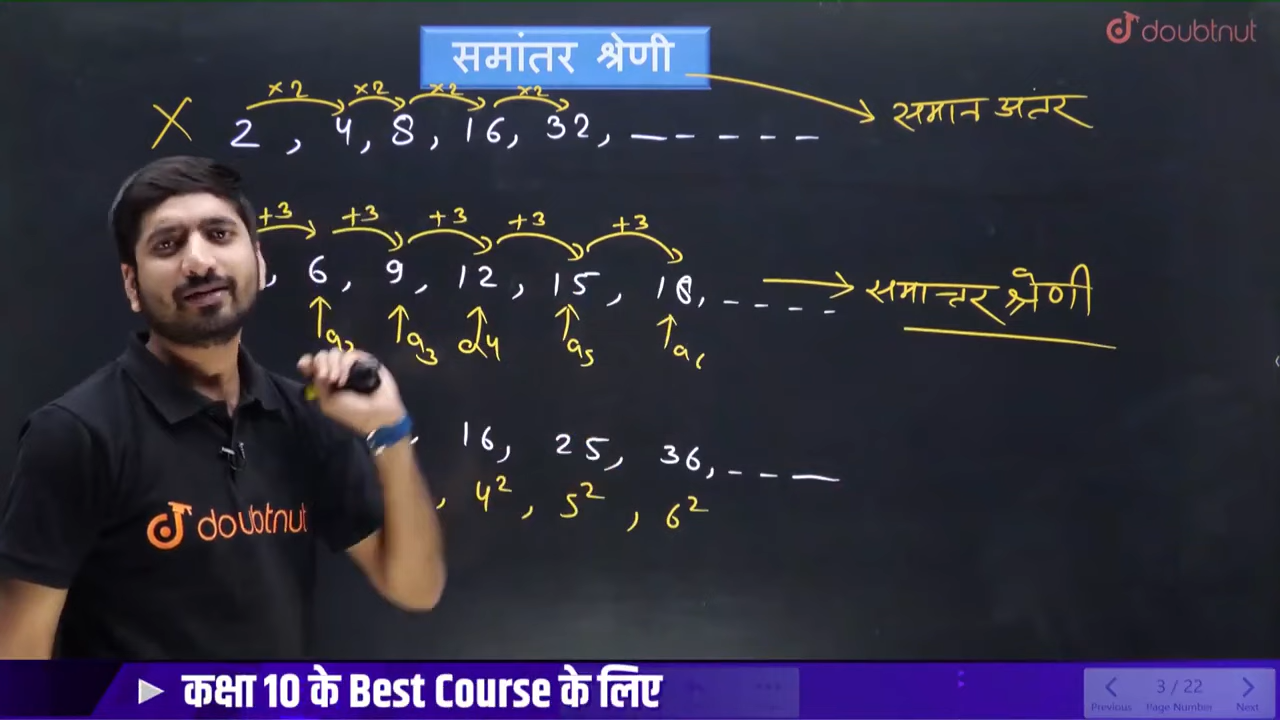 समांतर श्रेणी
doubtnut
×2 ×2 ×2 ×2
समान अंतर
X 2, 4, 8, 16, 32, — — — — —
+3 +3 +3 +3 +3
, 6, 9, 12, 15, 18, - - - - समान्तर श्रेणी
a2 a3 a4 a5 a6
, 16, 25, 36, - - —
, 4², 5², 6²
doubtnut
कक्षा 10 के Best Course के लिए
3 / 22
Previous Page Number Next